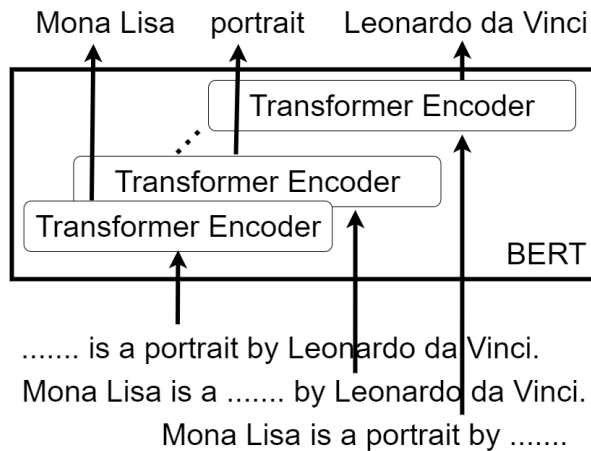 Mona Lisa portrait Leonardo da Vinci
Transformer Encoder
Transformer Encoder
Transformer Encoder
BERT
....... is a portrait by Leonardo da Vinci.
Mona Lisa is a ....... by Leonardo da Vinci.
Mona Lisa is a portrait by .......